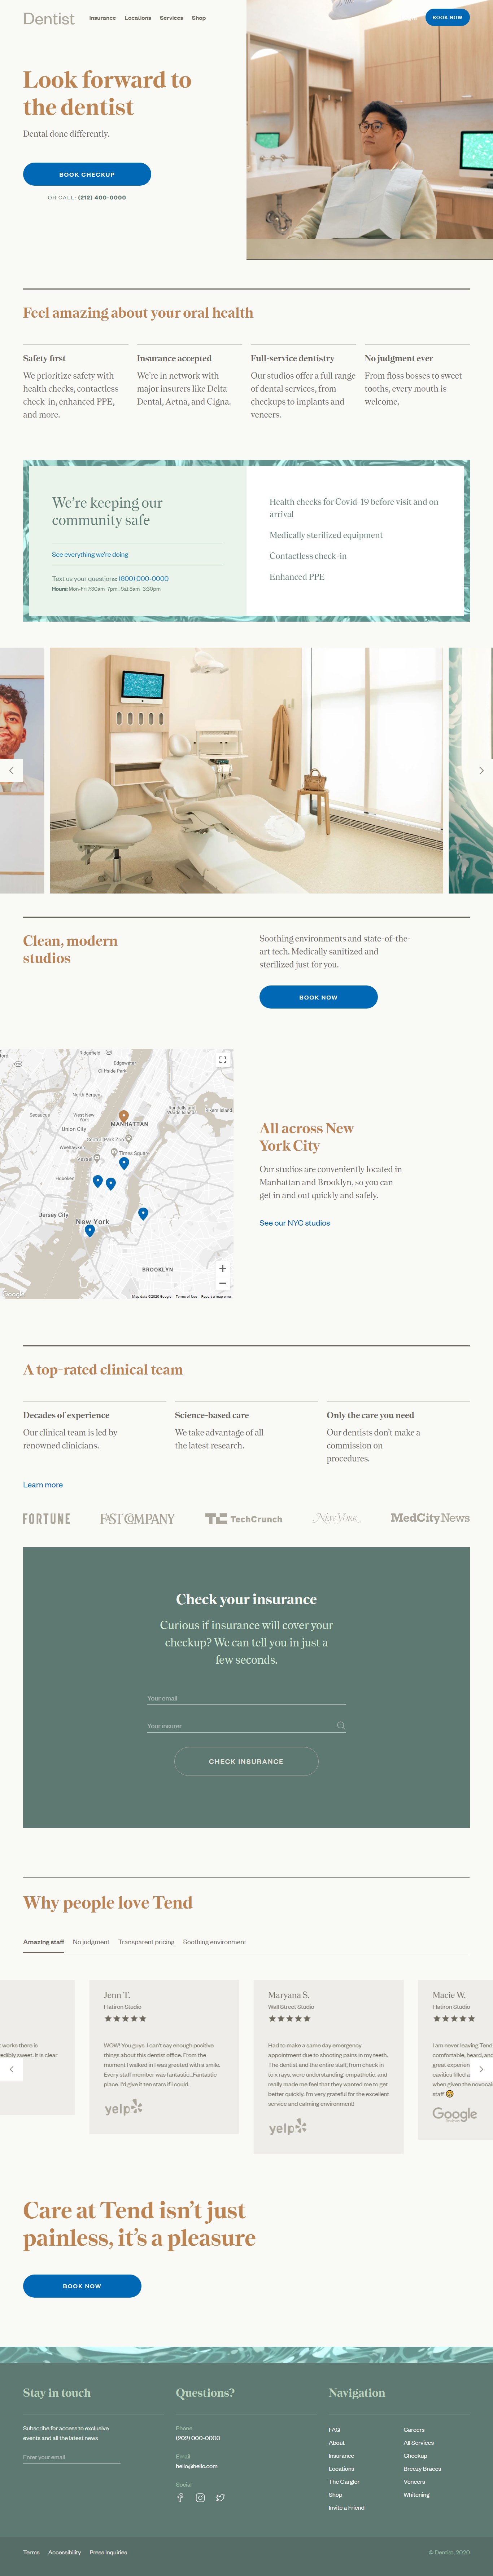 Dentist
Insurance Locations Services Shop
BOOK NOW
Look forward to
the dentist
Dental done differently.
BOOK CHECKUP
OR CALL: (212) 400-0000
Feel amazing about your oral health
Safety first
We prioritize safety with
health checks, contactless
check-in, enhanced PPE,
and more.
Insurance accepted
We're in network with
major insurers like Delta
Dental, Aetna, and Cigna.
Full-service dentistry
Our studios offer a full range
of dental services, from
checkups to implants and
veneers.
No judgment ever
From floss bosses to sweet
tooths, every mouth is
welcome.
We're keeping our
community safe
See everything we're doing
Text us your questions: (600) 000-0000
Hours: Mon-Fri 7:30am-7pm , Sat 8am-3:30pm
Health checks for Covid-19 before visit and on
arrival
Medically sterilized equipment
Contactless check-in
Enhanced PPE
Clean, modern
studios
Soothing environments and state-of-the-
art tech. Medically sanitized and
sterilized just for you.
BOOK NOW
Ridgefield
Edgewater
Cliffside Park
North Bergen
Secaucus
West New
York
Union City
Randalls and
Wards Islands
Rikers Island
MANHATTAN
Central Park Zoo
Weehawken
Times Square
Hoboken
Jersey City
New York
BROOKLYN
Google
Map data ©2020 Google Terms of Use Report a map error
All across New
York City
Our studios are conveniently located in
Manhattan and Brooklyn, so you can
get in and out quickly and safely.
See our NYC studios
A top-rated clinical team
Decades of experience
Our clinical team is led by
renowned clinicians.
Science-based care
We take advantage of all
the latest research.
Only the care you need
Our dentists don't make a
commission on
procedures.
Learn more
FORTUNE
FAST COMPANY
TechCrunch
New York
MedCity News
Check your insurance
Curious if insurance will cover your
checkup? We can tell you in just a
few seconds.
Your email
Your insurer
CHECK INSURANCE
Why people love Tend
Amazing staff No judgment Transparent pricing Soothing environment
works there is
edibly sweet. It is clear
Jenn T.
Flatiron Studio
WOW! You guys. I can't say enough positive
things about this dentist office. From the
moment I walked in I was greeted with a smile.
Every staff member was fantastic...Fantastic
place. I'd give it ten stars if I could.
yelp
Maryana S.
Wall Street Studio
Had to make a same day emergency
appointment due to shooting pains in my teeth.
The dentist and the entire staff, from check in
to x rays, were understanding, empathetic, and
really made me feel that they wanted me to get
better quickly. I'm very grateful for the excellent
service and calming environment!
yelp
Macie W.
Flatiron Studio
I am never leaving Tend
comfortable, heard, and
great experien
cavities filled a
when given the novocai
staff 😁
Google
Care at Tend isn't just
painless, it's a pleasure
BOOK NOW
Stay in touch
Subscribe for access to exclusive
events and all the latest news
Enter your email
Questions?
Phone
(202) 000-0000
Email
hello@hello.com
Social
Navigation
FAQ
About
Insurance
Locations
The Gargler
Shop
Invite a Friend
Careers
All Services
Checkup
Breezy Braces
Veneers
Whitening
Terms Accessibility Press Inquiries
© Dentist, 2020